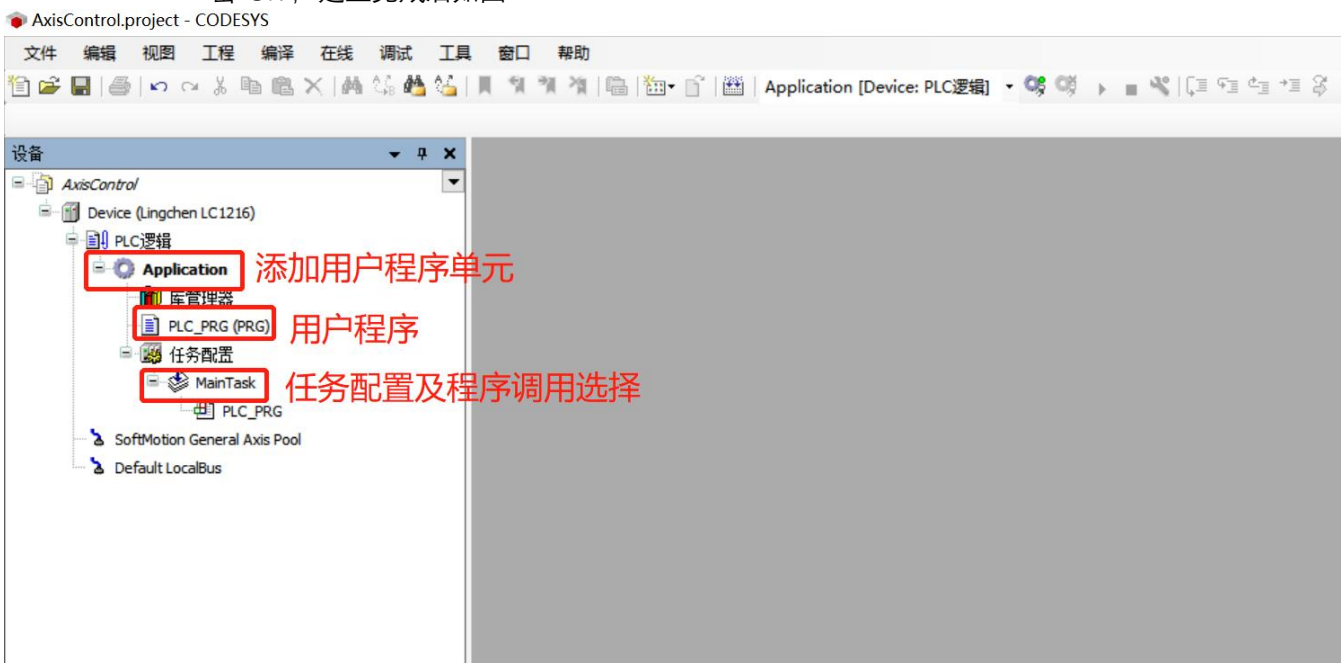 AxisControl.project - CODESYS
文件 编辑 视图 工程 编译 在线 调试 工具 窗口 帮助
Application [Device: PLC逻辑]
设备
AxisControl
Device (Lingchen LC1216)
PLC逻辑
Application 添加用户程序单元
库管理器
PLC_PRG (PRG) 用户程序
任务配置
MainTask 任务配置及程序调用选择
PLC_PRG
SoftMotion General Axis Pool
Default LocalBus